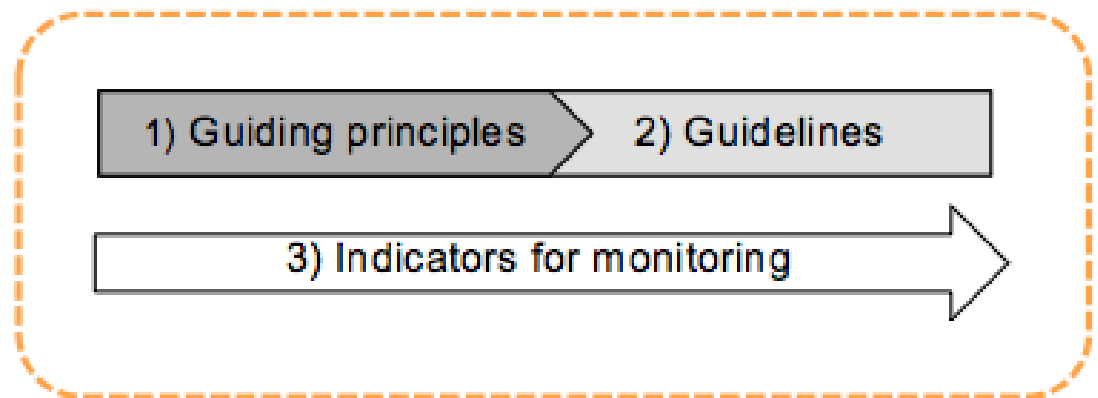 1) Guiding principles
2) Guidelines
3) Indicators for monitoring